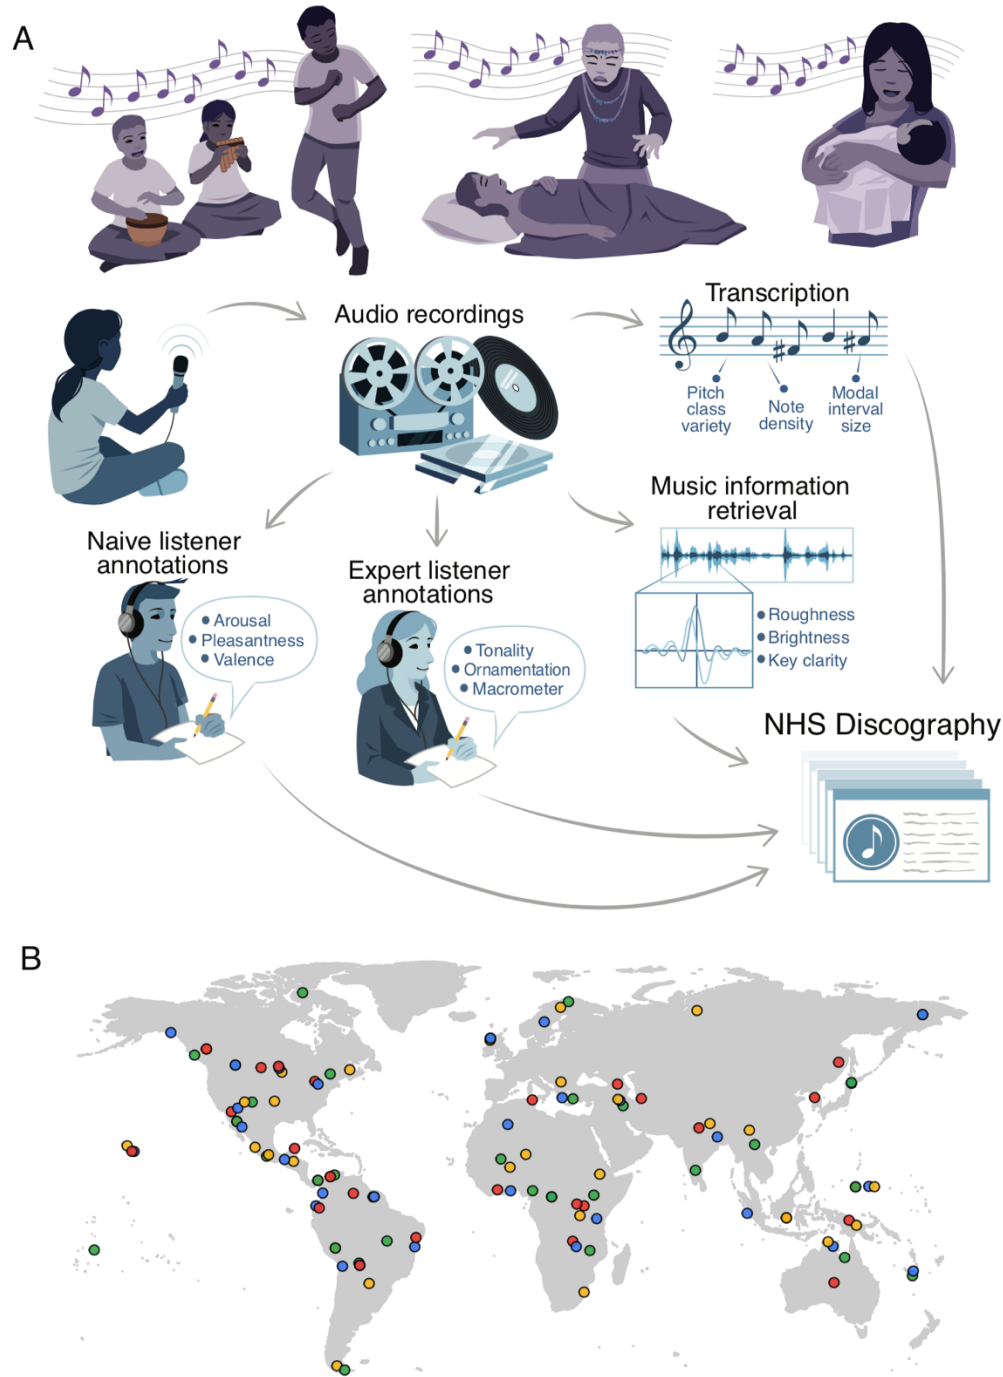 A
Audio recordings
Transcription
Pitch
class
variety
Note
density
Modal
interval
size
Music information
retrieval
Roughness
Brightness
Key clarity
Naive listener
annotations
Arousal
Pleasantness
Valence
Expert listener
annotations
Tonality
Ornamentation
Macrometer
NHS Discography
B